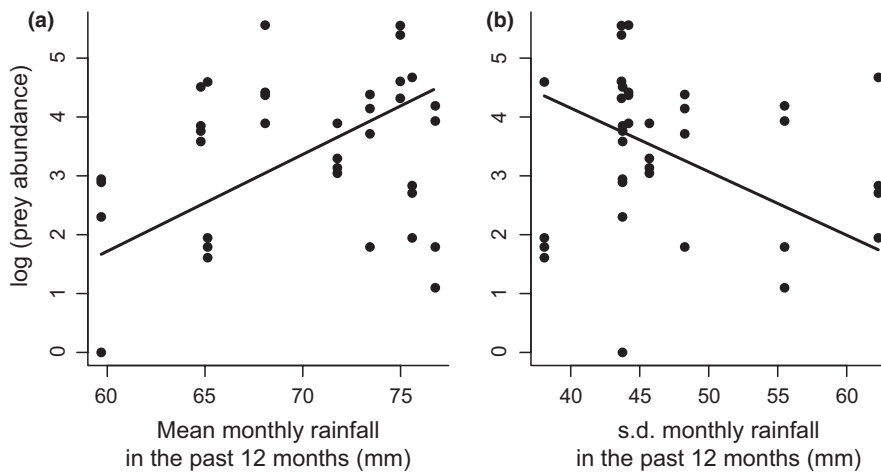 (a)
log (prey abundance)
5
4
3
2
1
0
60 65 70 75
Mean monthly rainfall
in the past 12 months (mm)
(b)
5
4
3
2
1
0
40 45 50 55 60
s.d. monthly rainfall
in the past 12 months (mm)